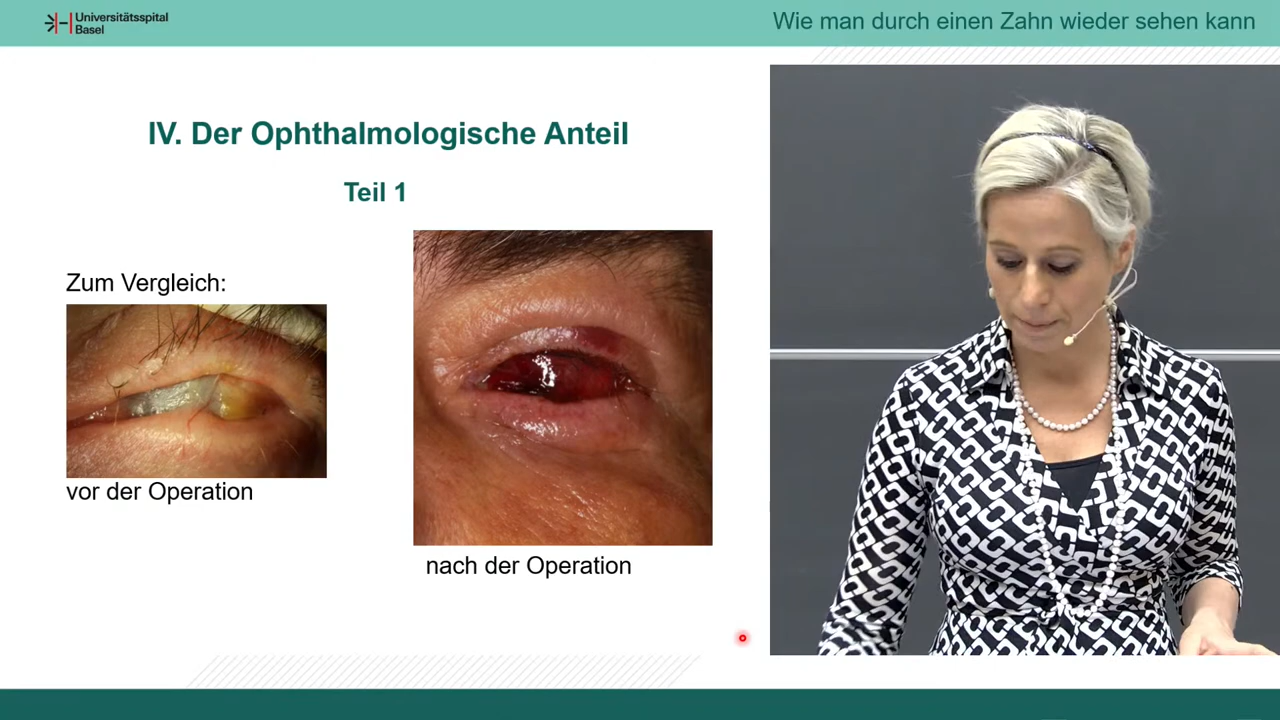 Universitätsspital
Basel
Wie man durch einen Zahn wieder sehen kann
IV. Der Ophthalmologische Anteil
Teil 1
Zum Vergleich:
vor der Operation
nach der Operation